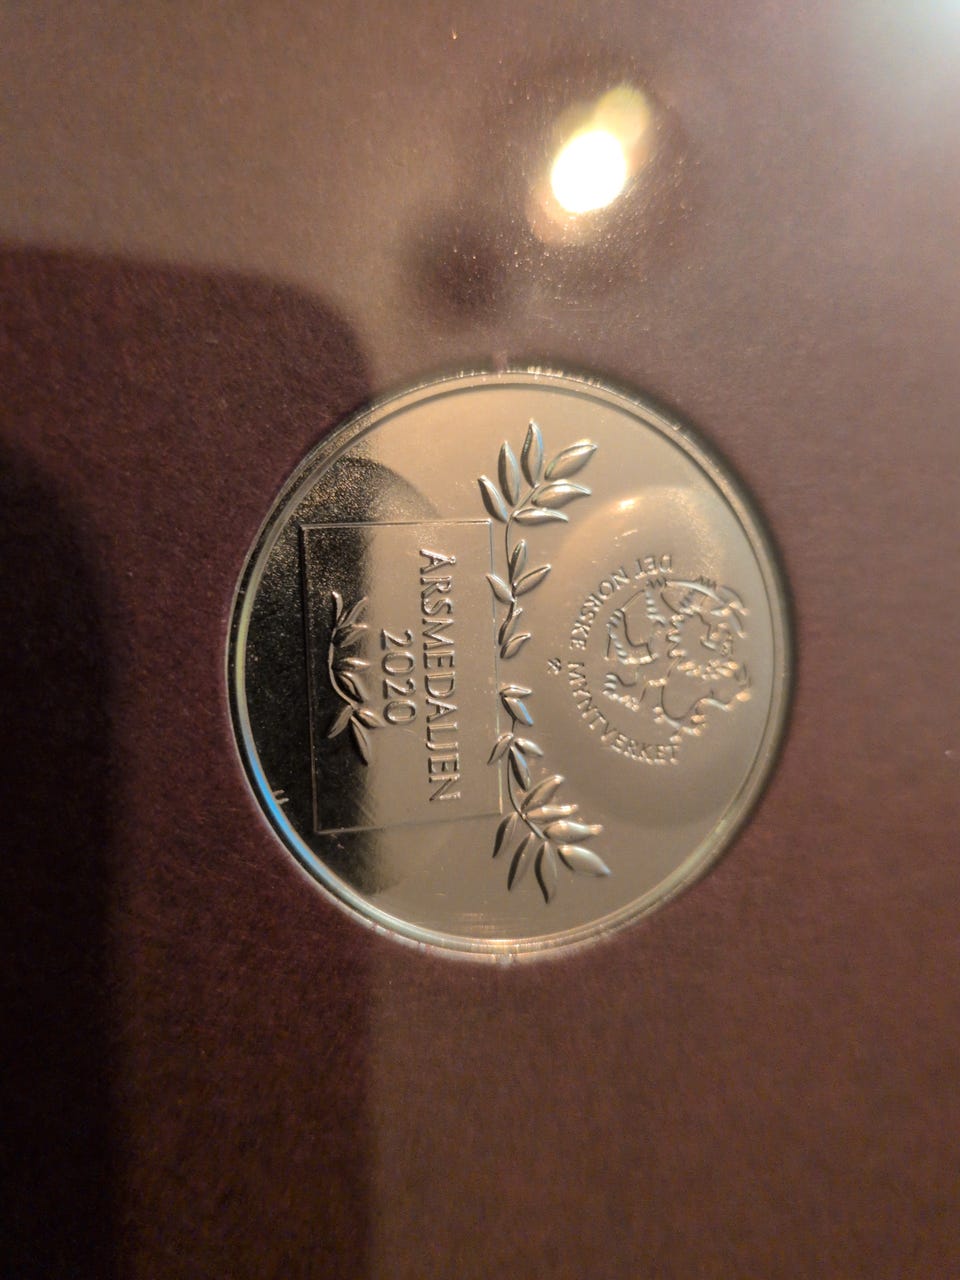 DET NORSKE MYNTVERKET
ÅRSMEDALJEN
2020